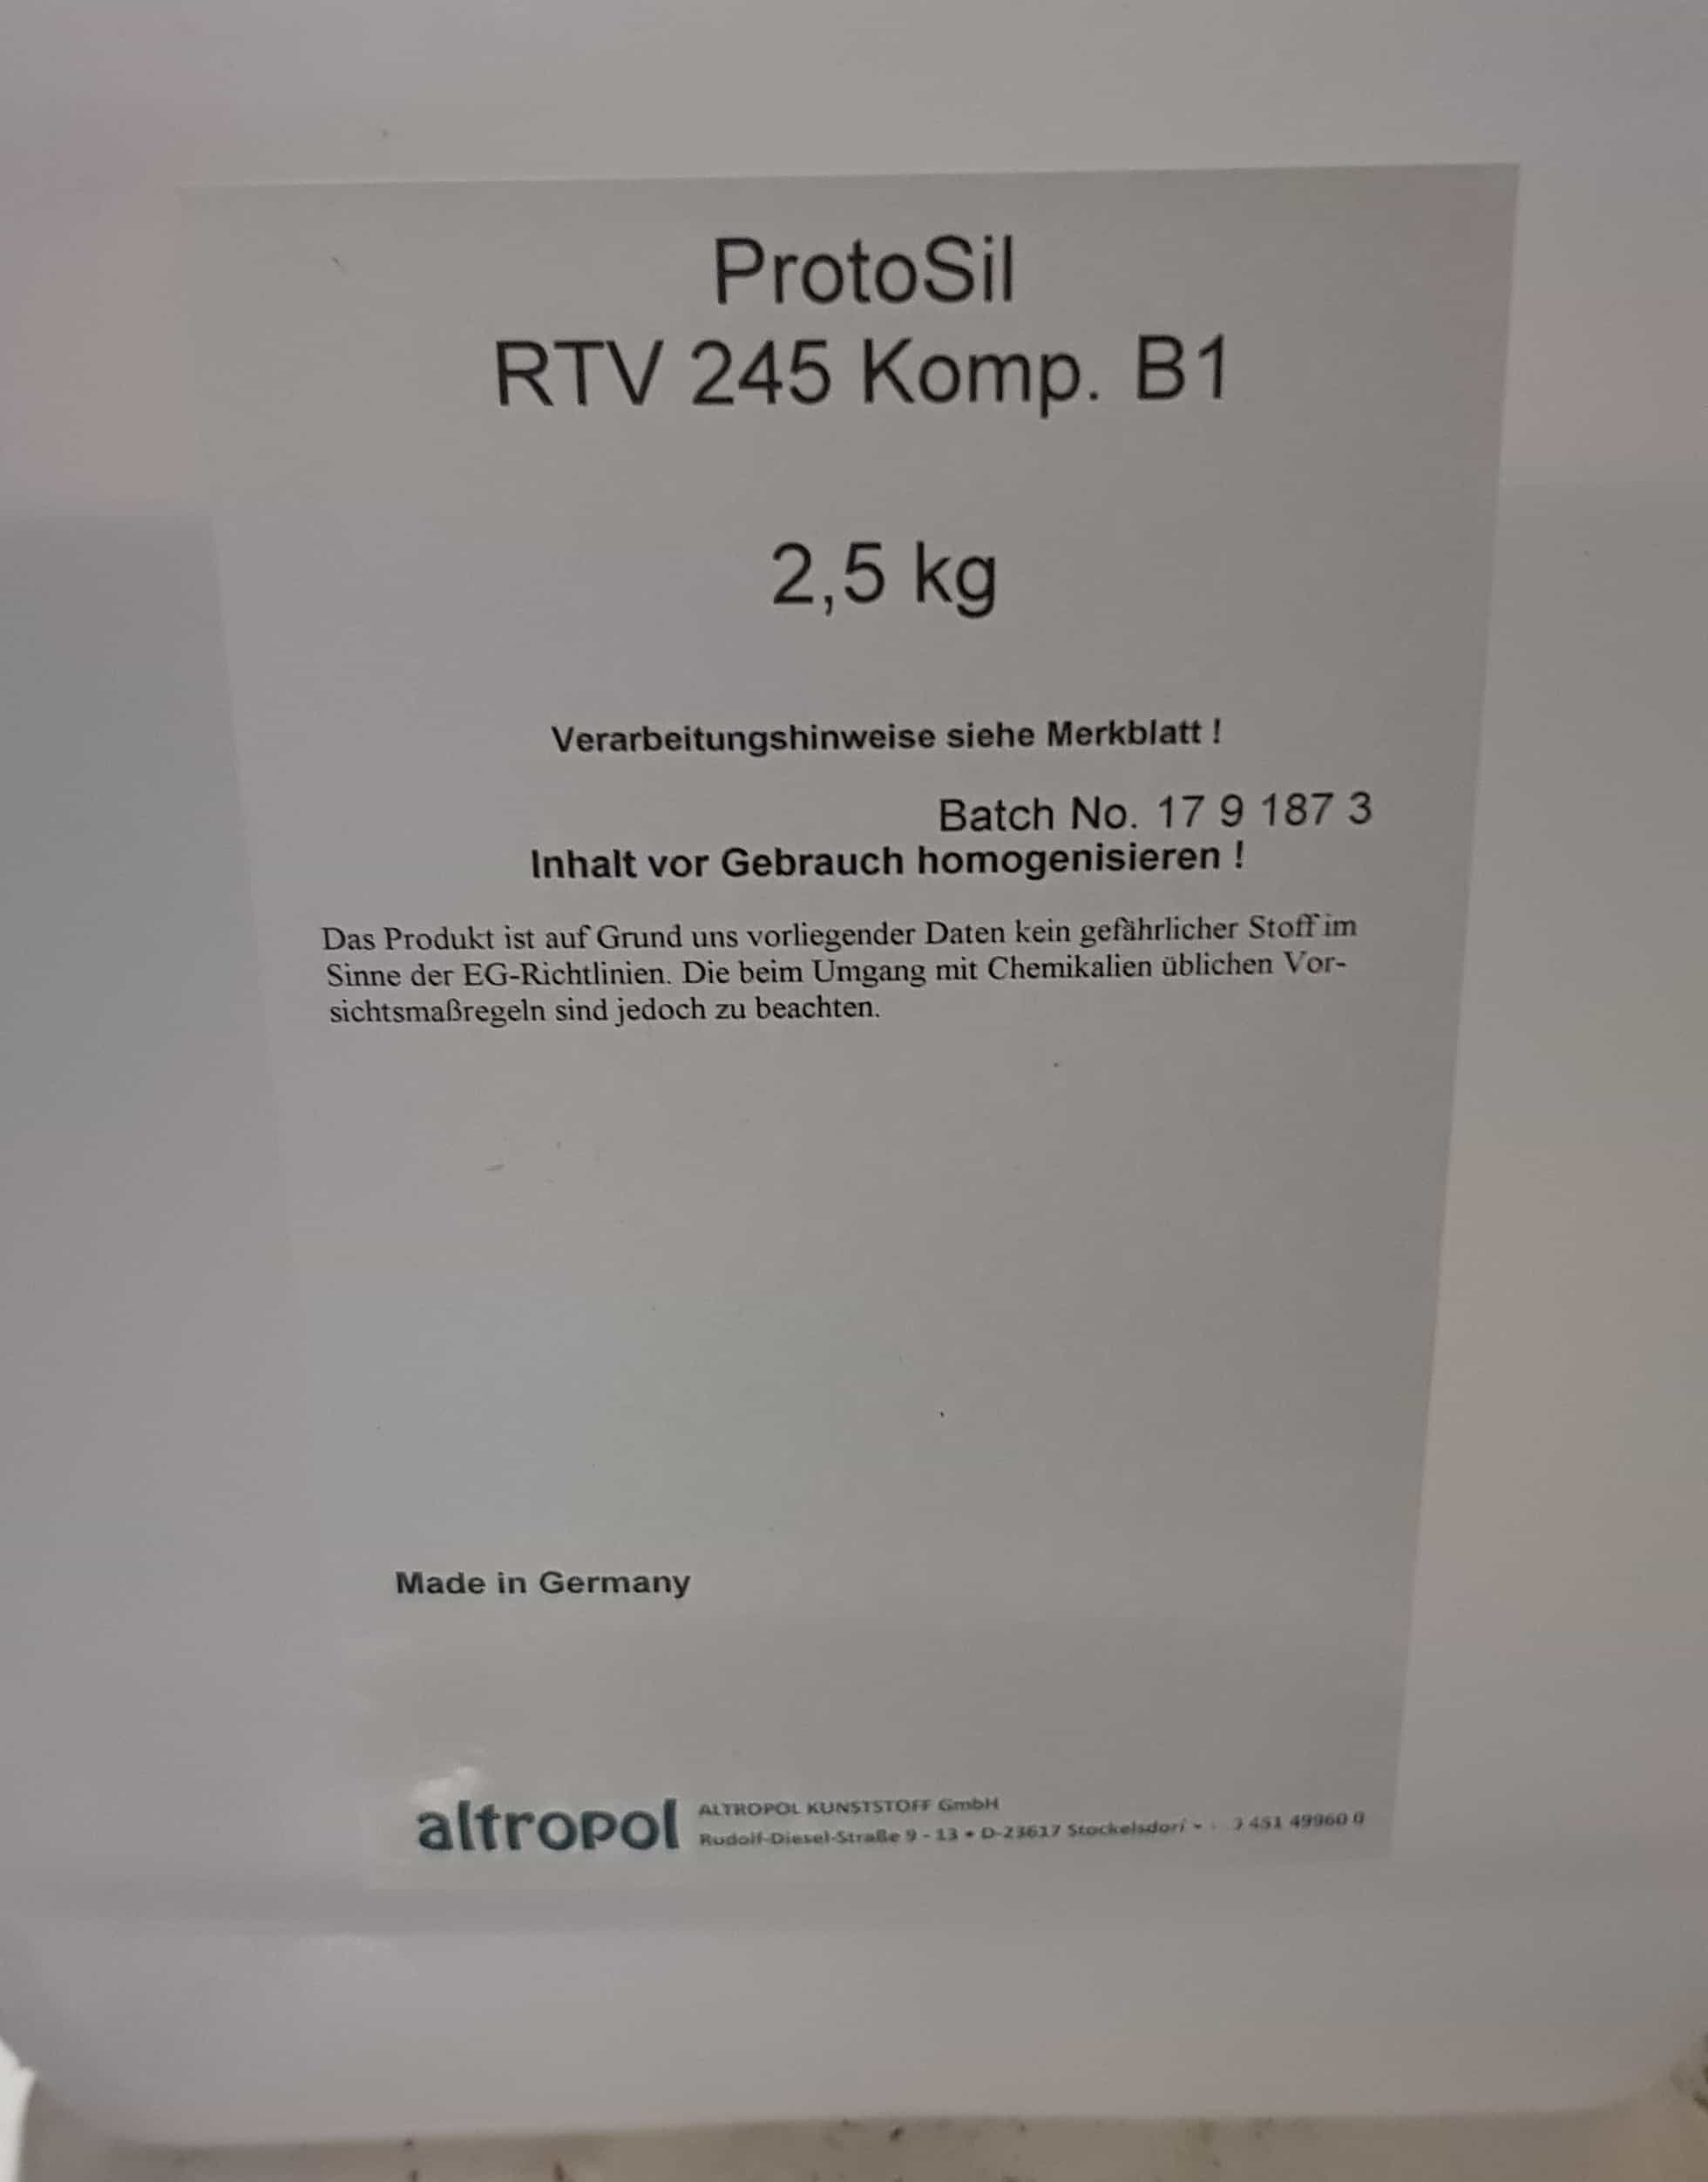 ProtoSil
RTV 245 Komp. B1
2,5 kg
Verarbeitungshinweise siehe Merkblatt !
Batch No. 17 9 187 3
Inhalt vor Gebrauch homogenisieren !
Das Produkt ist auf Grund uns vorliegender Daten kein gefährlicher Stoff im
Sinne der EG-Richtlinien. Die beim Umgang mit Chemikalien üblichen Vor-
sichtsmaßregeln sind jedoch zu beachten.
Made in Germany
altropol
ALTROPOL KUNSTSTOFF GmbH
Rudolf-Diesel-Straße 9 - 13 • D-23617 Stockelsdorf • 451 49960 0